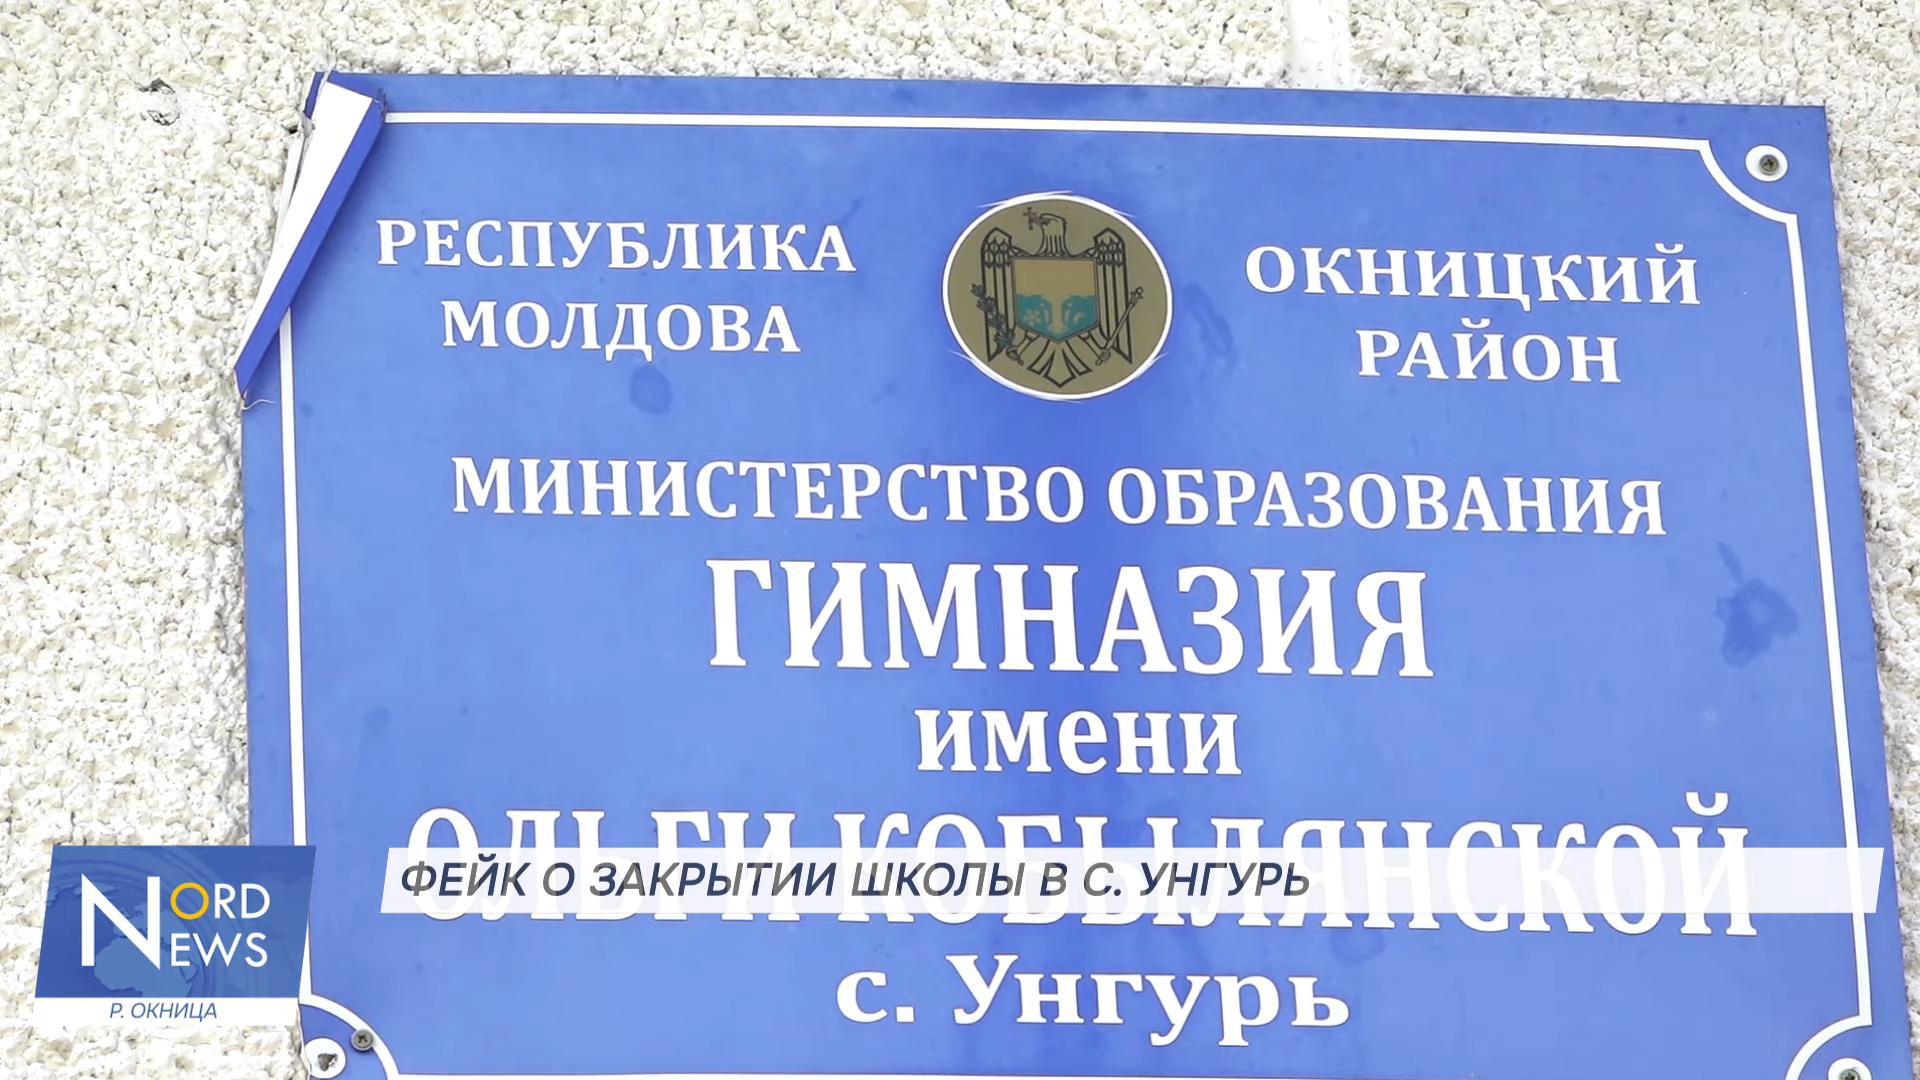 РЕСПУБЛИКА
МОЛДОВА
ОКНИЦКИЙ
РАЙОН
МИНИСТЕРСТВО ОБРАЗОВАНИЯ
ГИМНАЗИЯ
имени
ОЛЬГИ КОБЫЛЯНСКОЙ
ФЕЙК О ЗАКРЫТИИ ШКОЛЫ В С. УНГУРЬ
с. Унгурь
NORD
NEWS
Р. ОКНИЦА